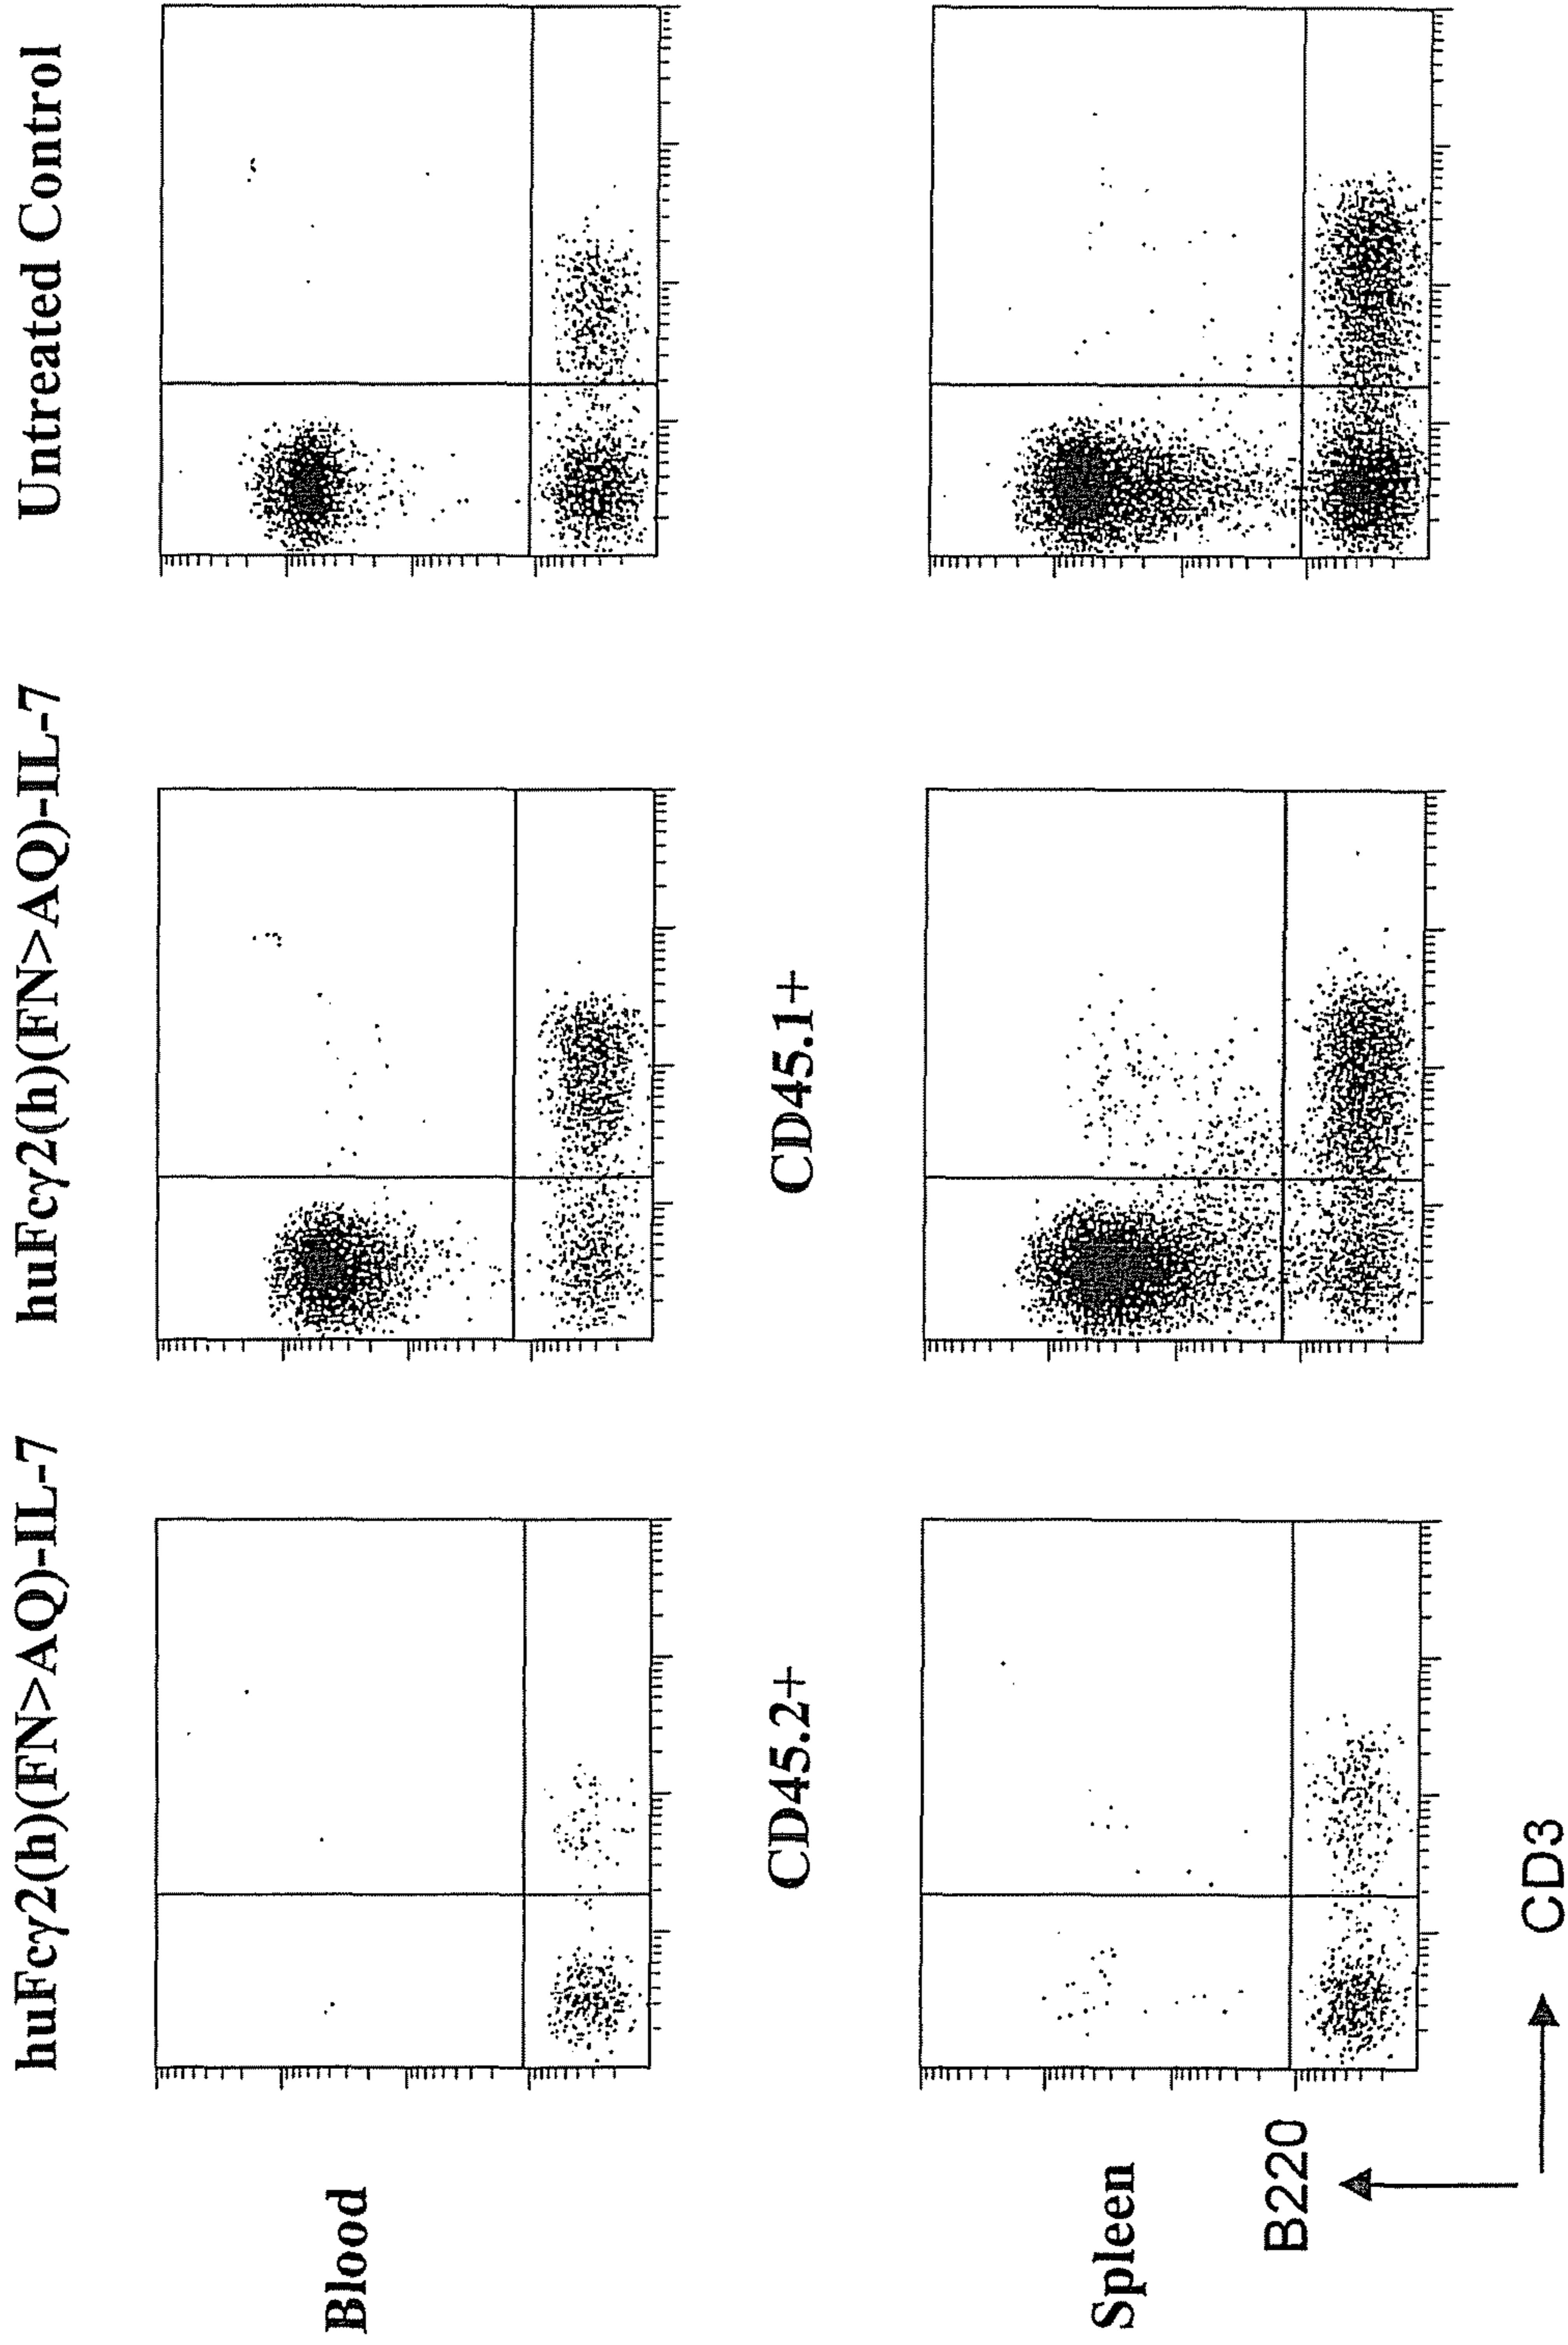 huFcγ2(h)(FN>AQ)-IL-7
huFcγ2(h)(FN>AQ)-IL-7
Untreated Control
Blood
CD45.2+
CD45.1+
Spleen
B220
CD3